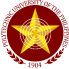 POLYTECHNIC UNIVERSITY OF THE PHILIPPINES
1904